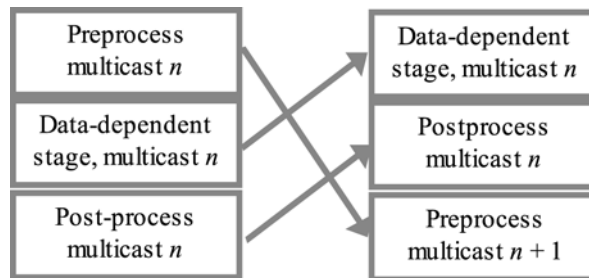 Preprocess
multicast n
Data-dependent
stage, multicast n
Post-process
multicast n
Data-dependent
stage, multicast n
Postprocess
multicast n
Preprocess
multicast n + 1